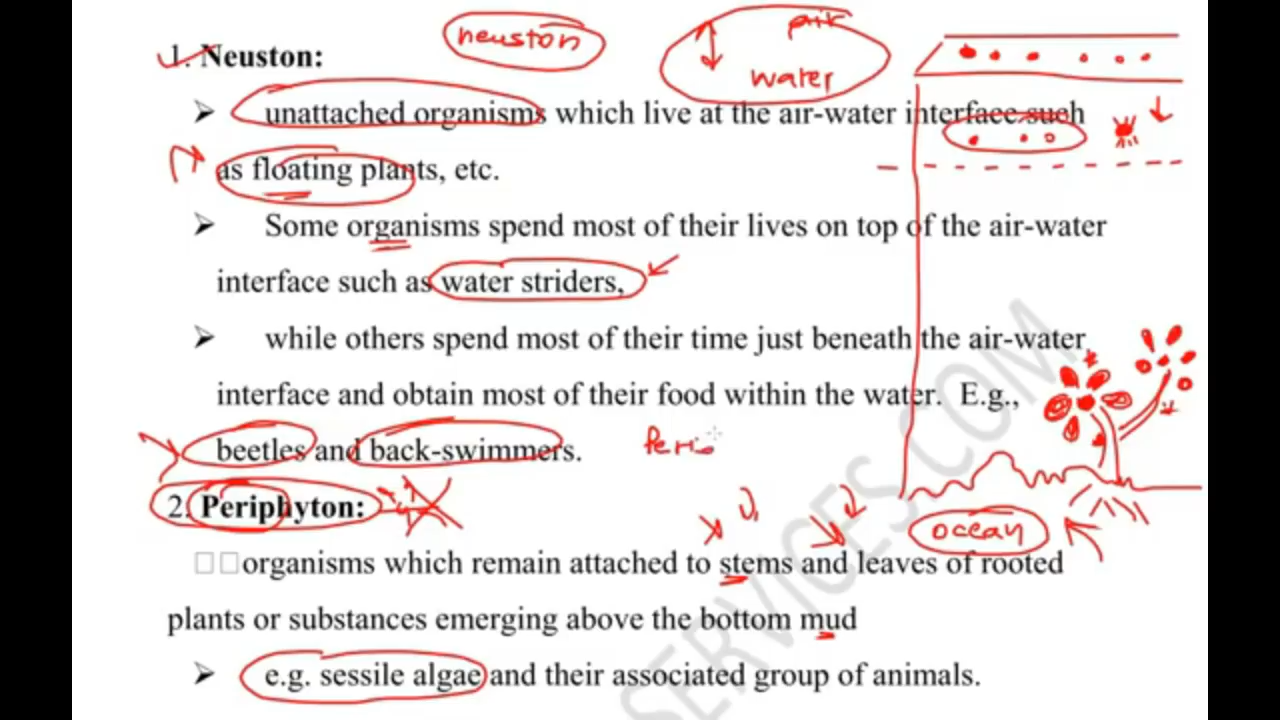 neuston
air
water
1. Neuston:
➢ unattached organisms which live at the air-water interface such
as floating plants, etc.
➢ Some organisms spend most of their lives on top of the air-water
interface such as water striders,
➢ while others spend most of their time just beneath the air-water
interface and obtain most of their food within the water. E.g.,
beetles and back-swimmers.
Perio
2. Periphyton:
ocean
□□organisms which remain attached to stems and leaves of rooted
plants or substances emerging above the bottom mud
➢ e.g. sessile algae and their associated group of animals.
SERVICES.COM